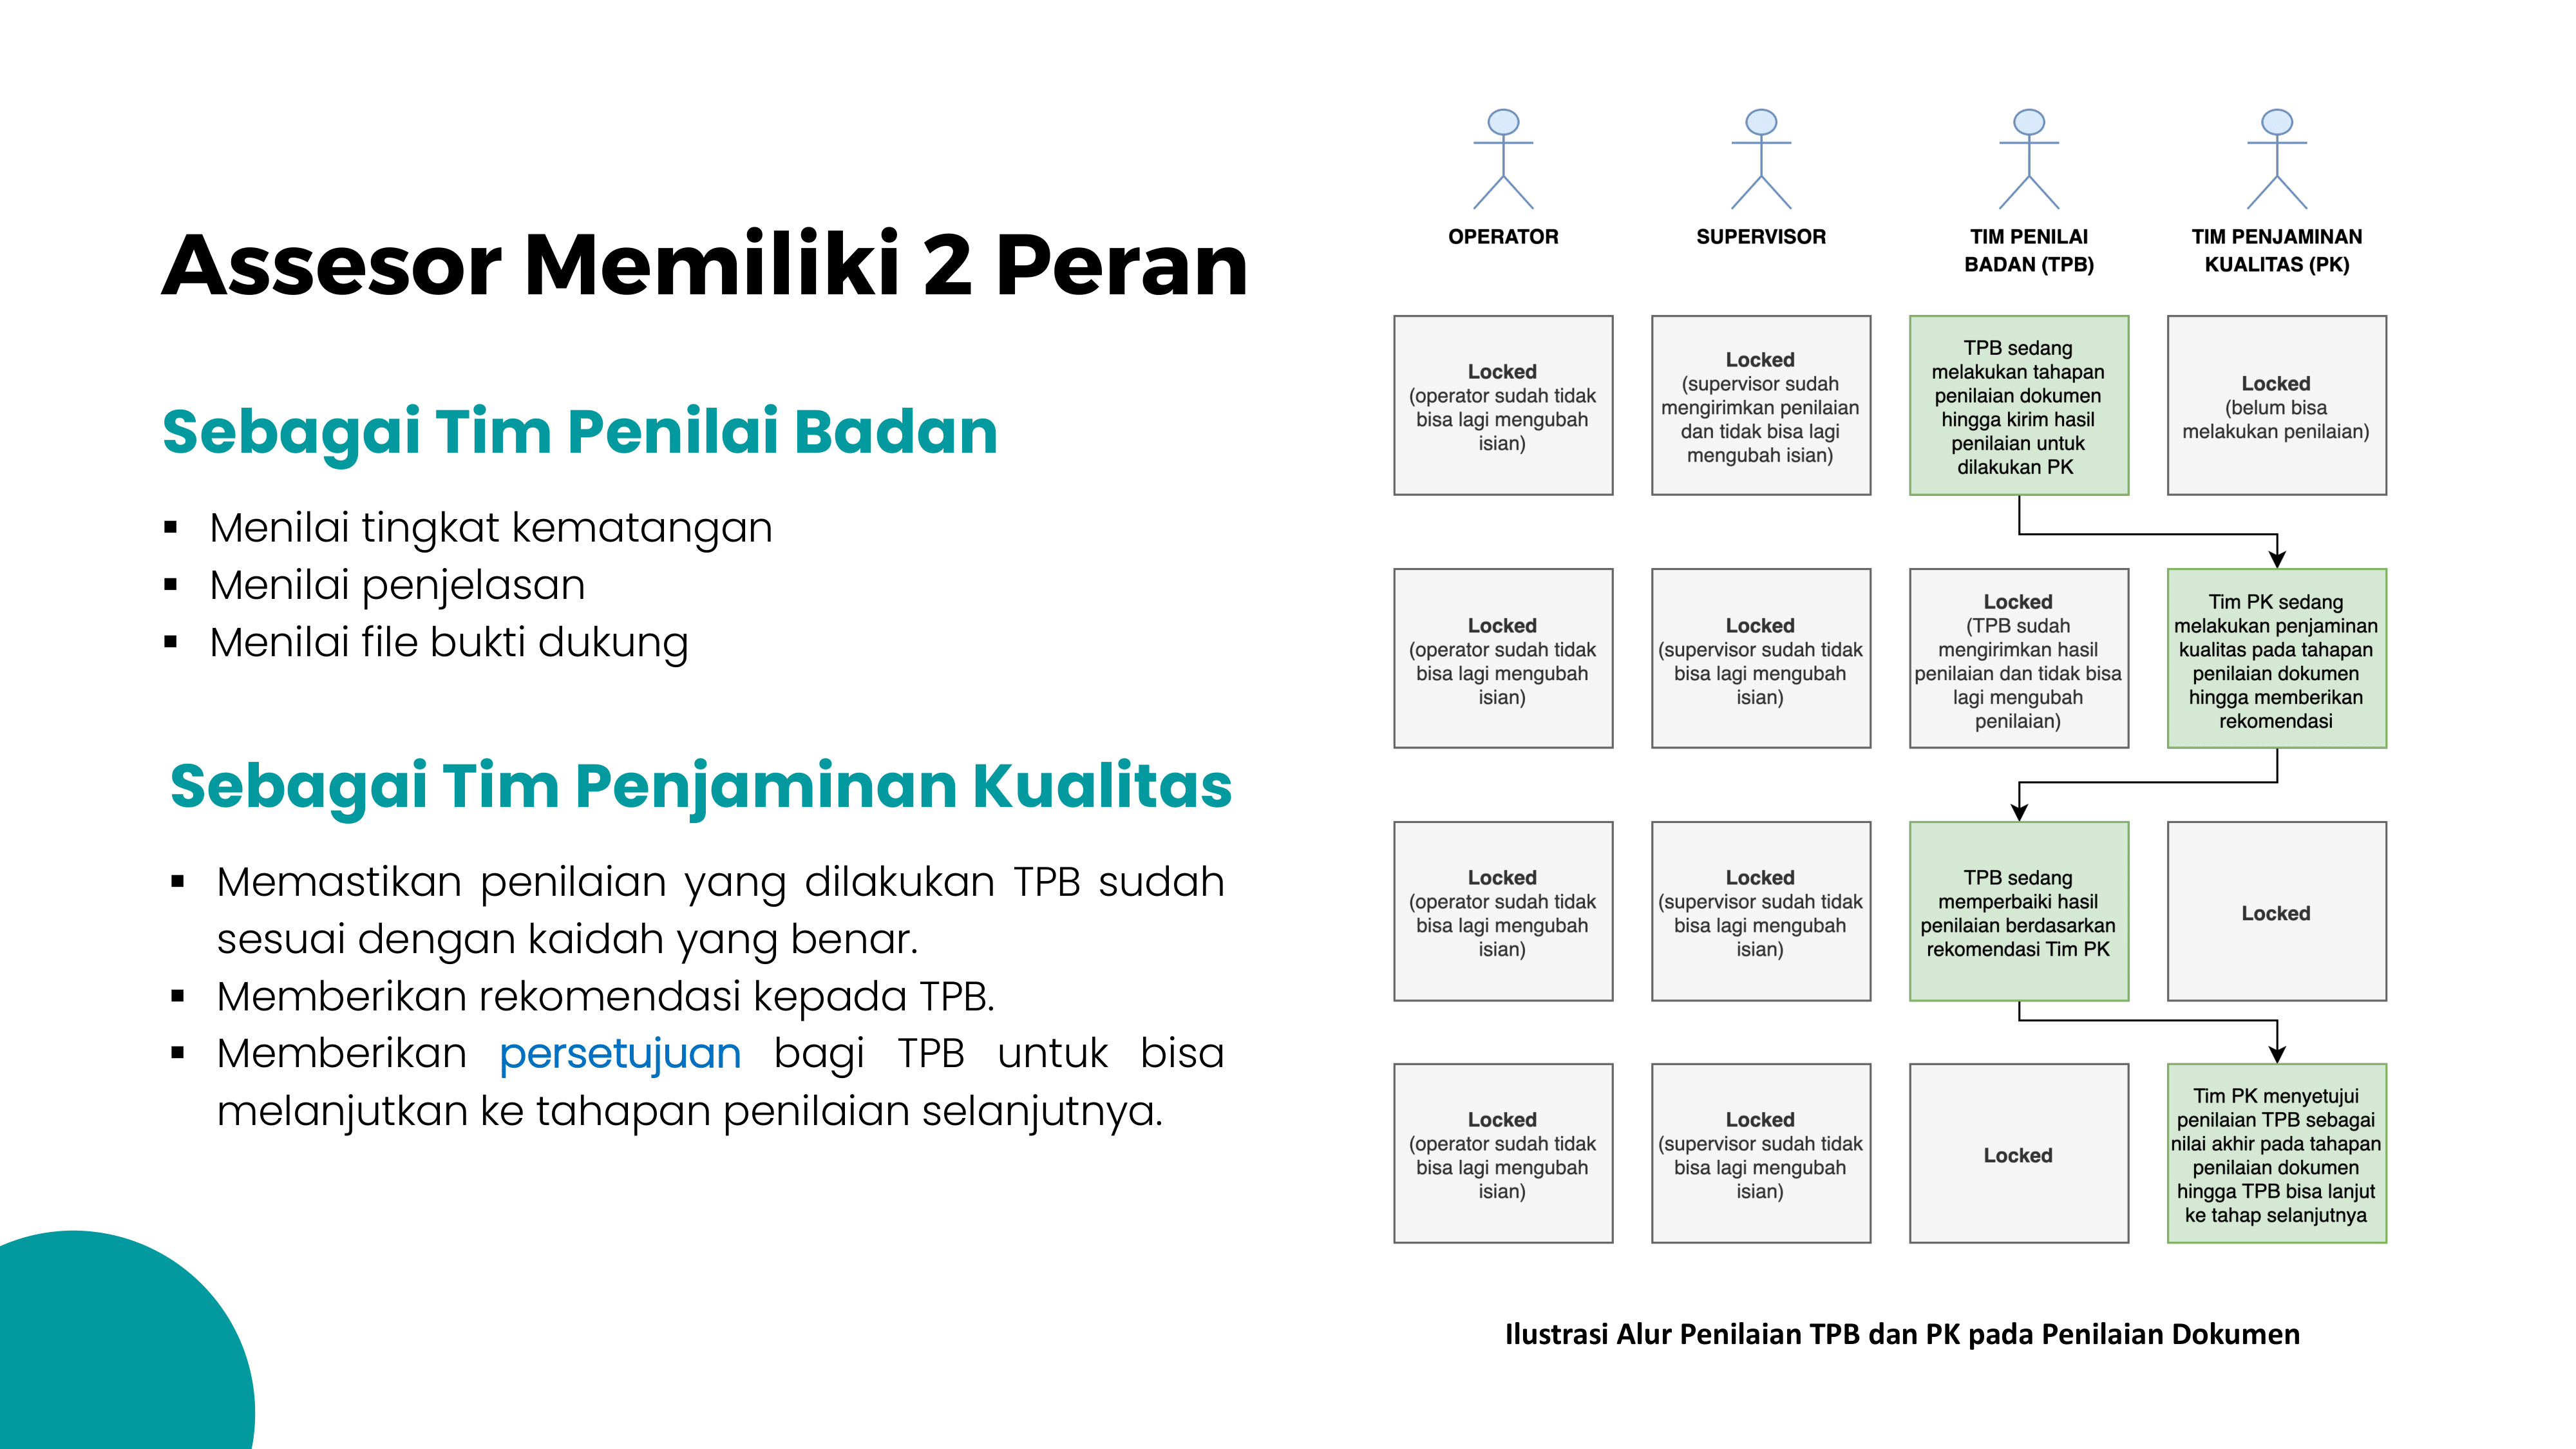 Assesor Memiliki 2 Peran
Sebagai Tim Penilai Badan
▪ Menilai tingkat kematangan
▪ Menilai penjelasan
▪ Menilai file bukti dukung
Sebagai Tim Penjaminan Kualitas
▪ Memastikan penilaian yang dilakukan TPB sudah
sesuai dengan kaidah yang benar.
▪ Memberikan rekomendasi kepada TPB.
▪ Memberikan persetujuan bagi TPB untuk bisa
melanjutkan ke tahapan penilaian selanjutnya.
OPERATOR
SUPERVISOR
TIM PENILAI
BADAN (TPB)
TIM PENJAMINAN
KUALITAS (PK)
Locked
(operator sudah tidak
bisa lagi mengubah
isian)
Locked
(supervisor sudah
mengirimkan penilaian
dan tidak bisa lagi
mengubah isian)
TPB sedang
melakukan tahapan
penilaian dokumen
hingga kirim hasil
penilaian untuk
dilakukan PK
Locked
(belum bisa
melakukan penilaian)
Locked
(operator sudah tidak
bisa lagi mengubah
isian)
Locked
(supervisor sudah tidak
bisa lagi mengubah
isian)
Locked
(TPB sudah
mengirimkan hasil
penilaian dan tidak bisa
lagi mengubah
penilaian)
Tim PK sedang
melakukan penjaminan
kualitas pada tahapan
penilaian dokumen
hingga memberikan
rekomendasi
Locked
(operator sudah tidak
bisa lagi mengubah
isian)
Locked
(supervisor sudah tidak
bisa lagi mengubah
isian)
TPB sedang
memperbaiki hasil
penilaian berdasarkan
rekomendasi Tim PK
Locked
Locked
(operator sudah tidak
bisa lagi mengubah
isian)
Locked
(supervisor sudah tidak
bisa lagi mengubah
isian)
Locked
Tim PK menyetujui
penilaian TPB sebagai
nilai akhir pada tahapan
penilaian dokumen
hingga TPB bisa lanjut
ke tahap selanjutnya
Ilustrasi Alur Penilaian TPB dan PK pada Penilaian Dokumen